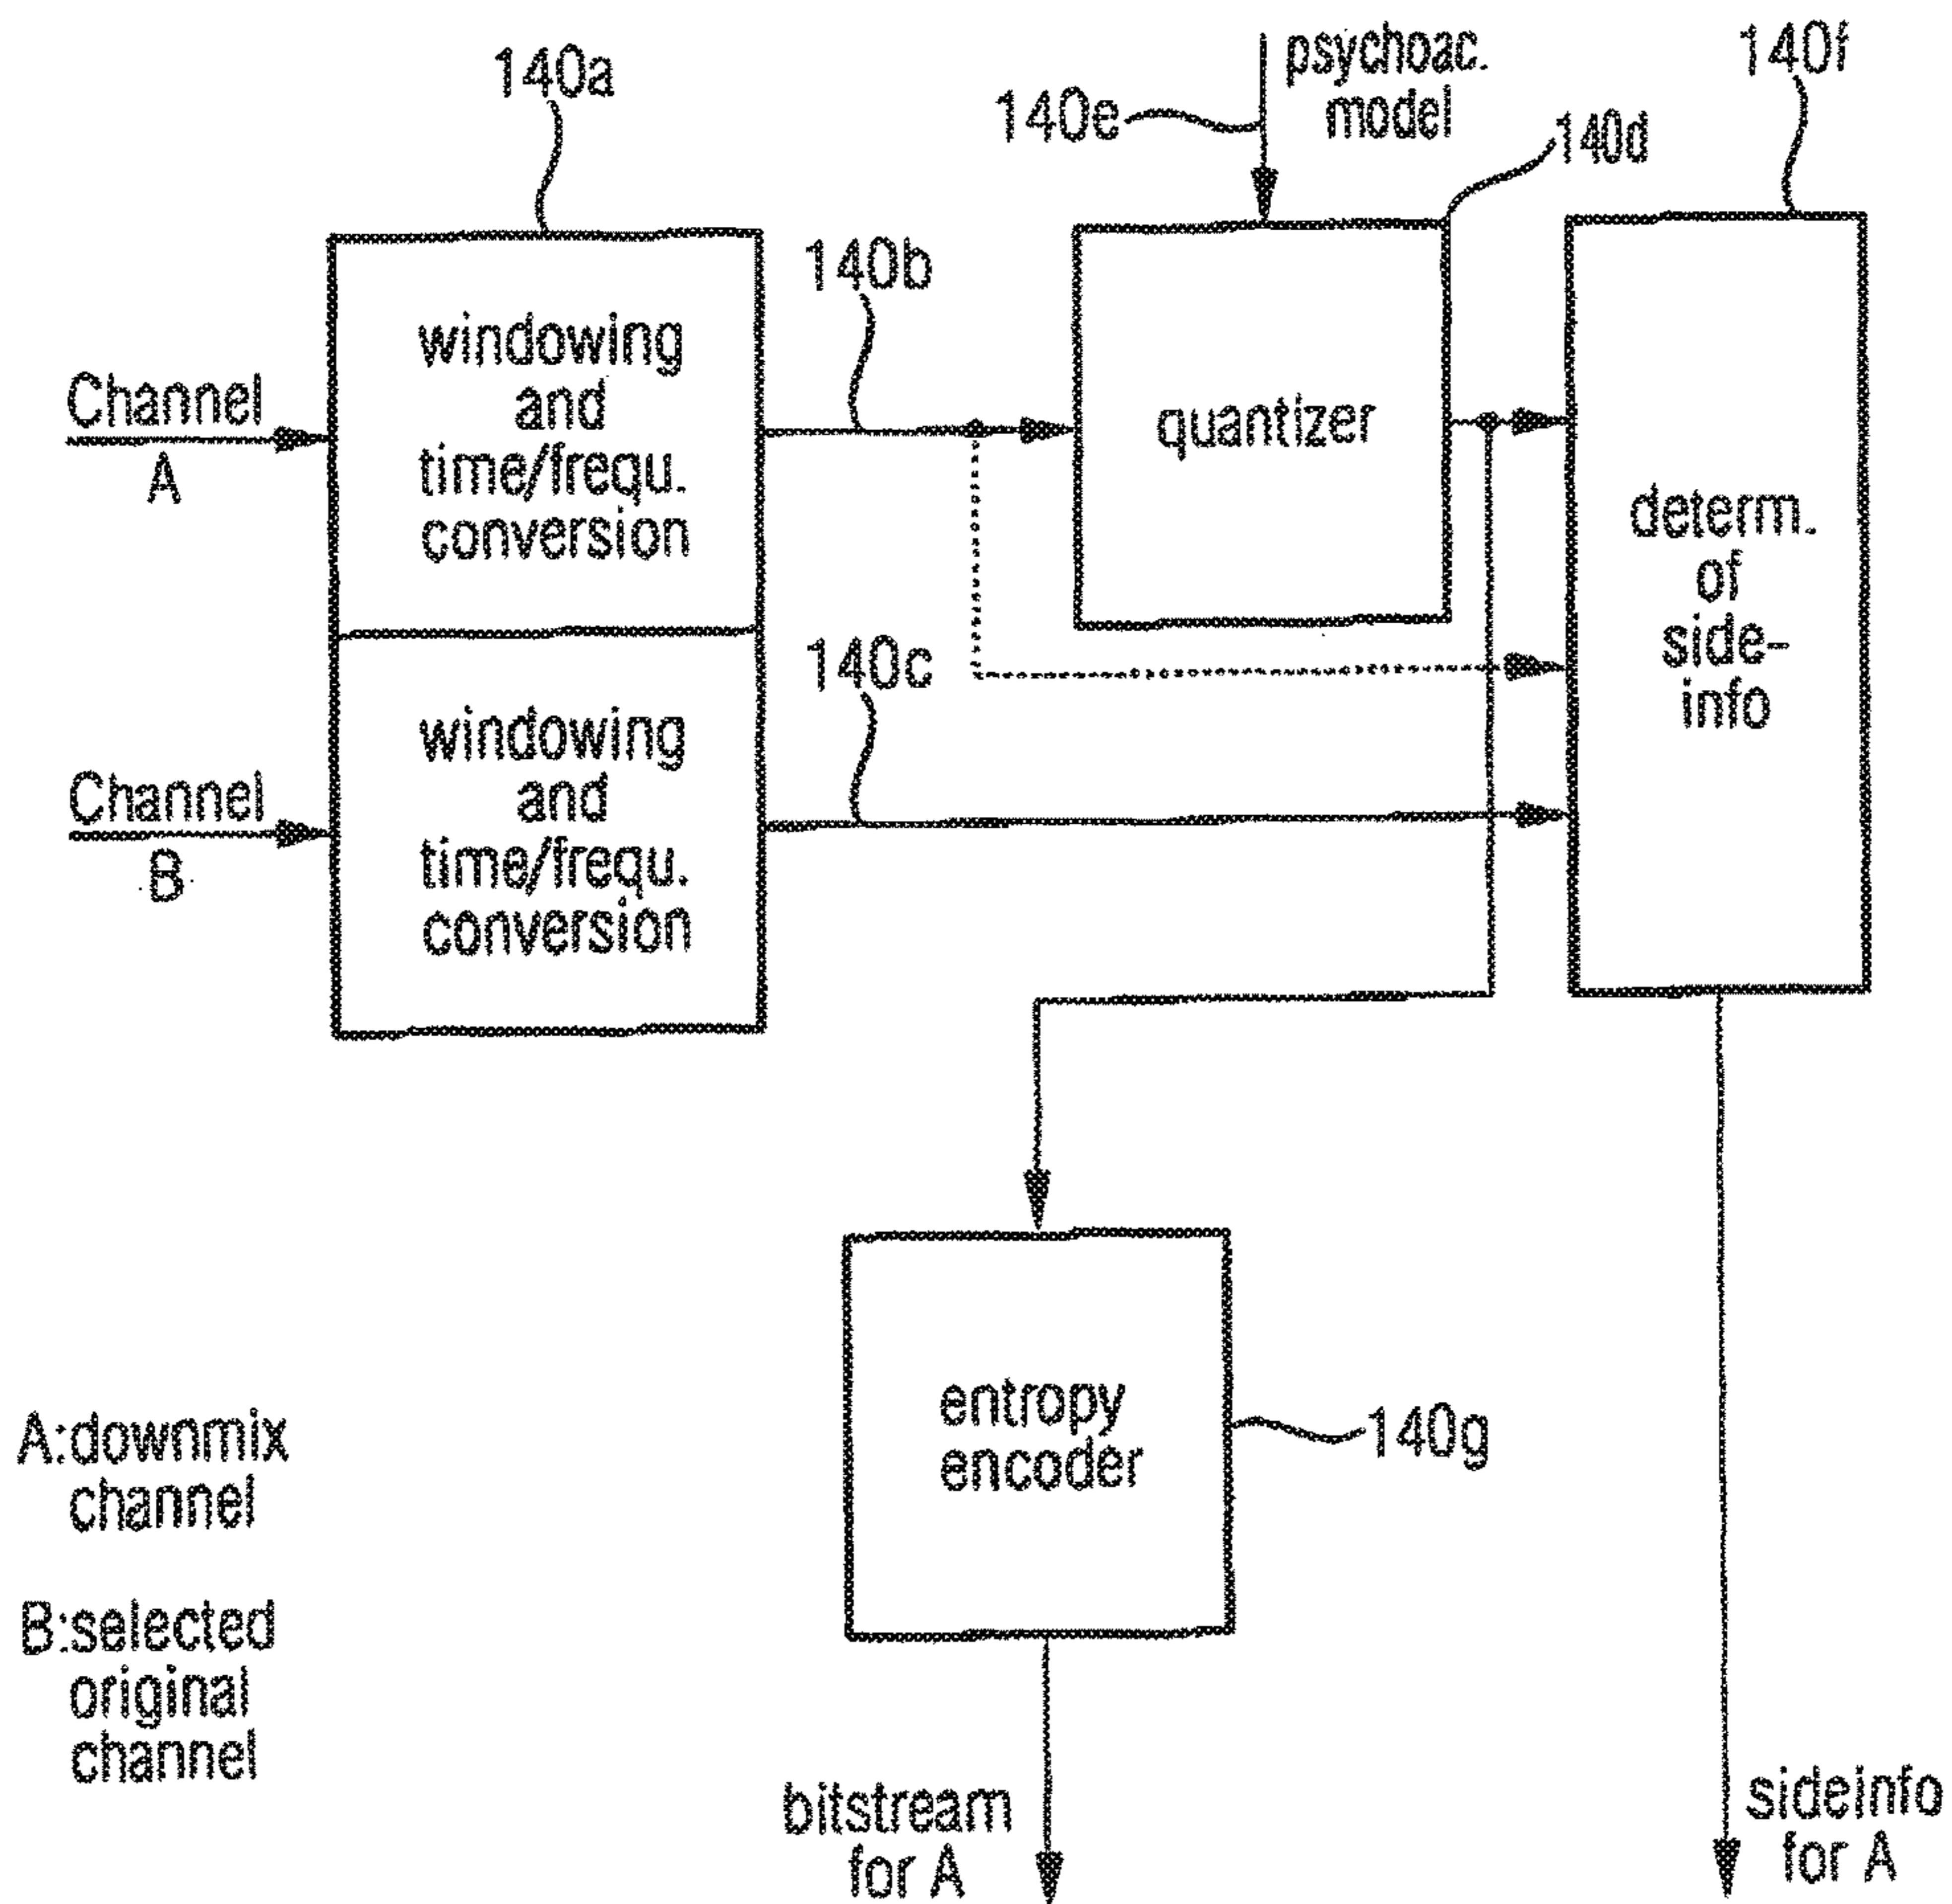 140a
psychoac.
model
140e
140f
140d
140b
windowing
and
time/frequ.
conversion
Channel
A
quantizer
determ.
of
side-
info
140c
windowing
and
time/frequ.
conversion
Channel
B
entropy
encoder
140g
A:downmix
channel
B:selected
original
channel
bitstream
for A
sideinfo
for A